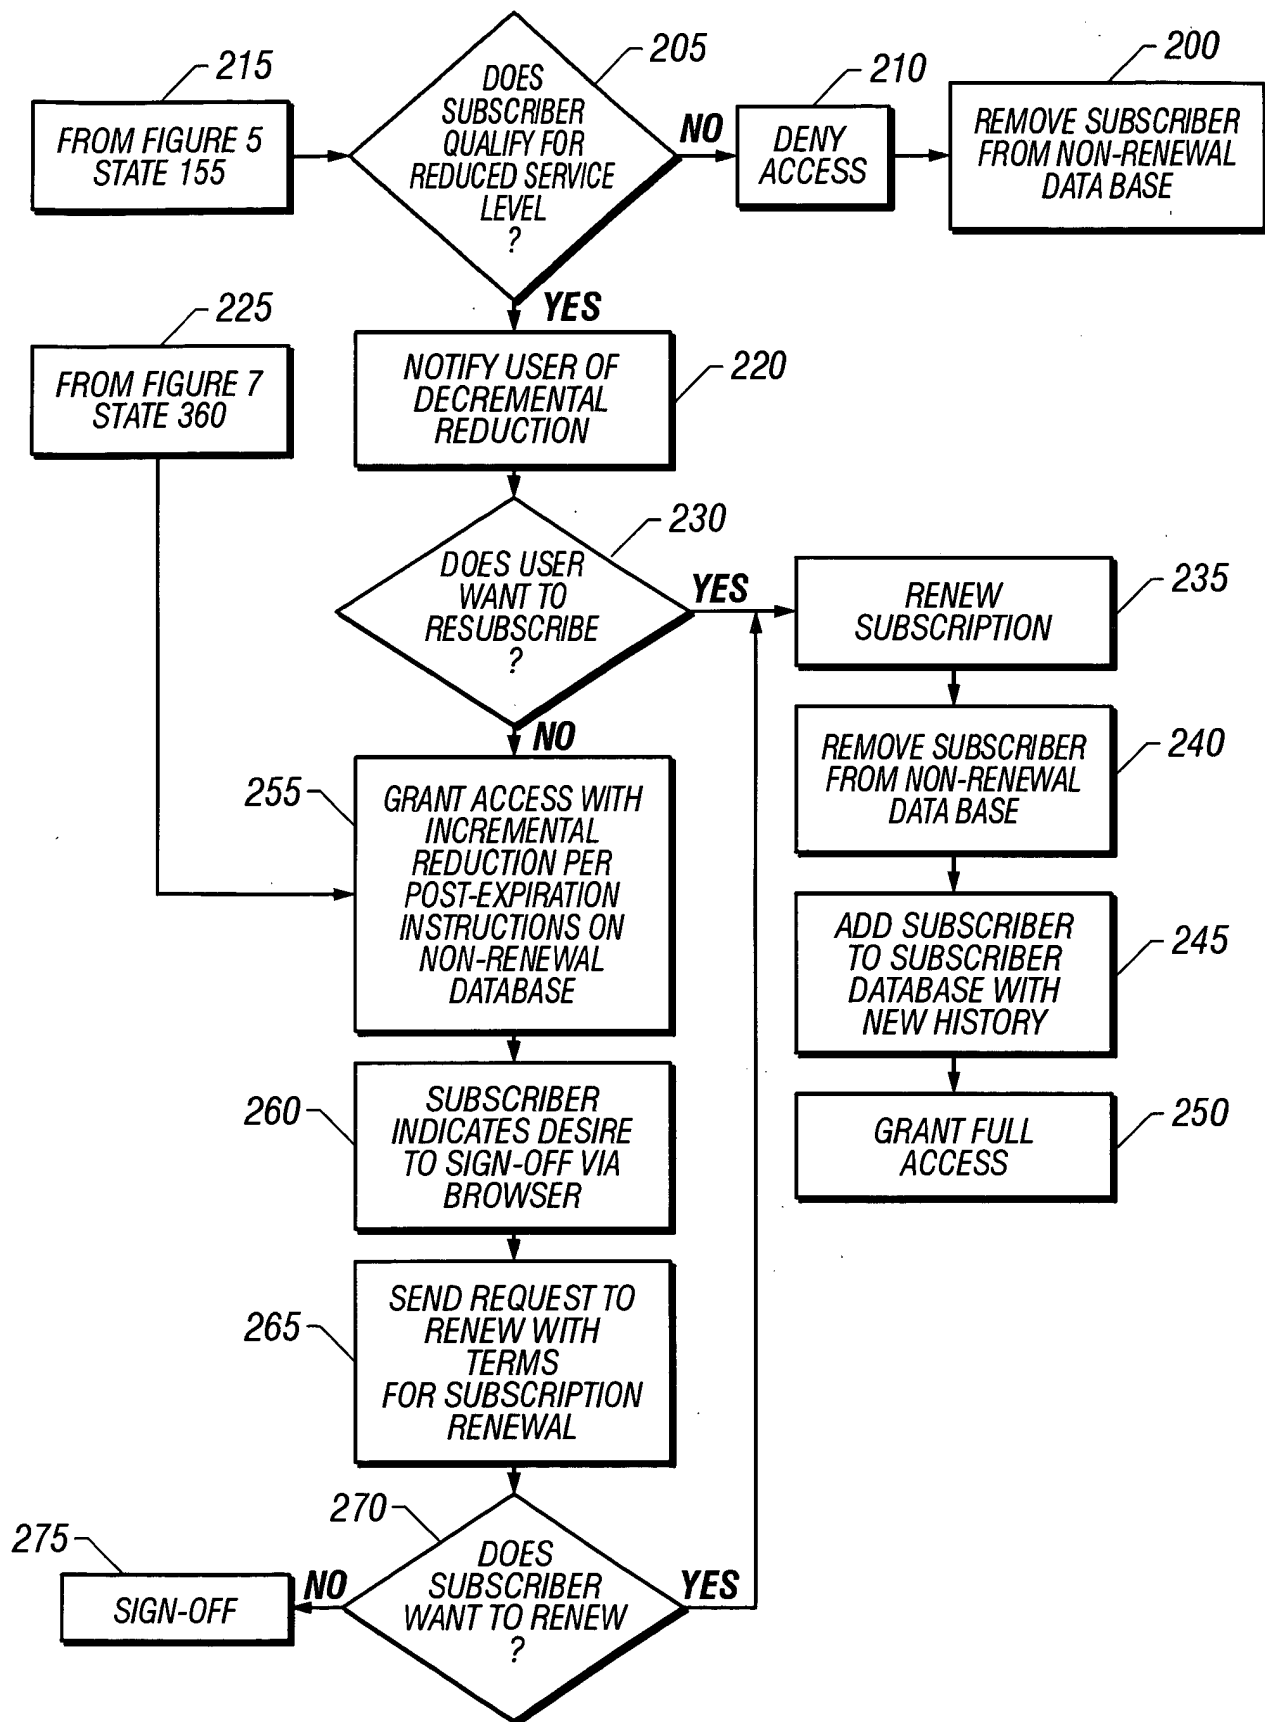 215
FROM FIGURE 5
STATE 155
205
DOES
SUBSCRIBER
QUALIFY FOR
REDUCED SERVICE
LEVEL
?
NO
210
DENY
ACCESS
200
REMOVE SUBSCRIBER
FROM NON-RENEWAL
DATA BASE
YES
225
FROM FIGURE 7
STATE 360
220
NOTIFY USER OF
DECREMENTAL
REDUCTION
230
DOES USER
WANT TO
RESUBSCRIBE
?
YES
235
RENEW
SUBSCRIPTION
NO
240
REMOVE SUBSCRIBER
FROM NON-RENEWAL
DATA BASE
255
GRANT ACCESS WITH
INCREMENTAL
REDUCTION PER
POST-EXPIRATION
INSTRUCTIONS ON
NON-RENEWAL
DATABASE
245
ADD SUBSCRIBER
TO SUBSCRIBER
DATABASE WITH
NEW HISTORY
260
SUBSCRIBER
INDICATES DESIRE
TO SIGN-OFF VIA
BROWSER
250
GRANT FULL
ACCESS
265
SEND REQUEST TO
RENEW WITH
TERMS
FOR SUBSCRIPTION
RENEWAL
270
DOES
SUBSCRIBER
WANT TO RENEW
?
YES
NO
275
SIGN-OFF